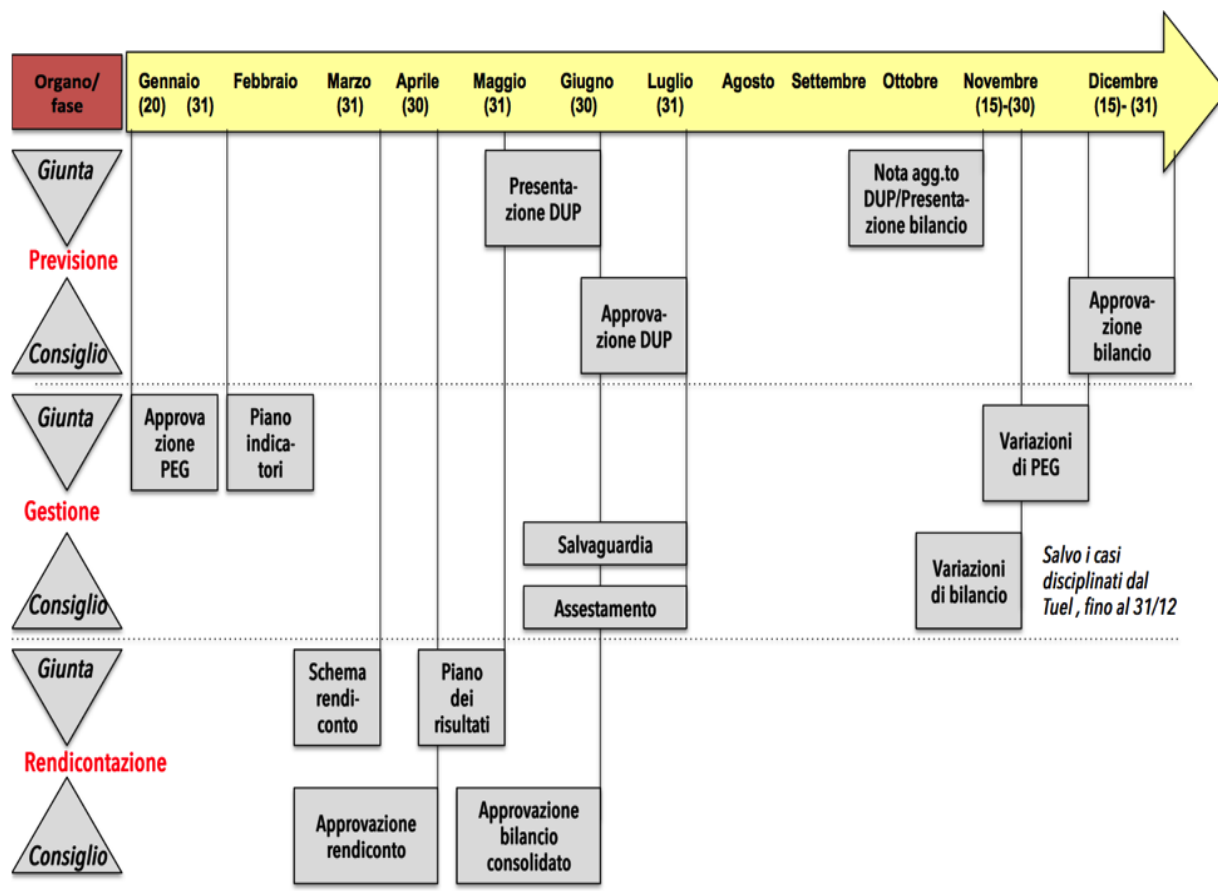 Organo/
fase
Gennaio
(20) (31)
Febbraio
Marzo
(31)
Aprile
(30)
Maggio
(31)
Giugno
(30)
Luglio
(31)
Agosto
Settembre
Ottobre
Novembre
(15)-(30)
Dicembre
(15)- (31)
Giunta
Previsione
Consiglio
Presenta-
zione DUP
Nota agg.to
DUP/Presenta-
zione bilancio
Approva-
zione DUP
Approva-
zione
bilancio
Giunta
Gestione
Consiglio
Approva
zione
PEG
Piano
indica-
tori
Variazioni
di PEG
Salvaguardia
Assestamento
Variazioni
di bilancio
Salvo i casi
disciplinati dal
Tuel , fino al 31/12
Giunta
Rendicontazione
Consiglio
Schema
rendi-
conto
Piano
dei
risultati
Approvazione
rendiconto
Approvazione
bilancio
consolidato